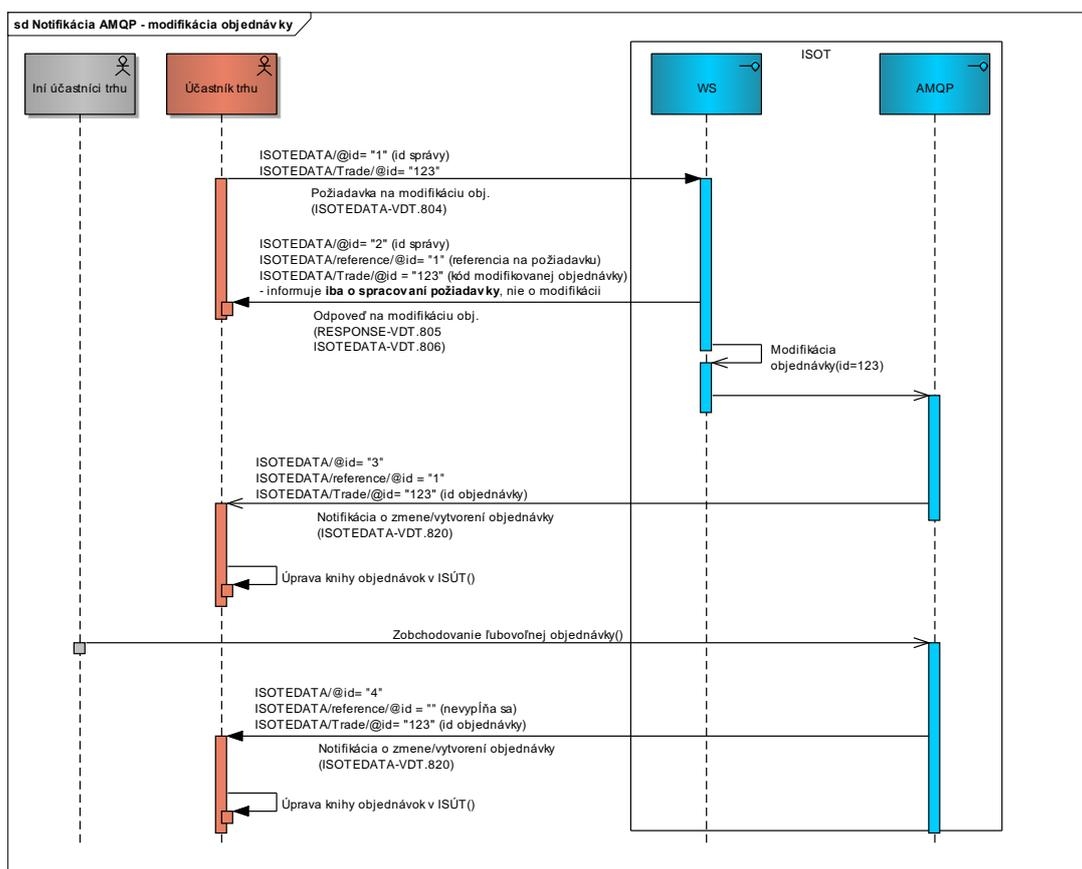 sd Notifikácia AMQP - modifikácia objednávky
ISOT
Iní účastníci trhu
Účastník trhu
WS
AMQP
ISOTEDATA/@id= "1" (id správy)
ISOTEDATA/Trade/@id= "123"
Požiadavka na modifikáciu obj.
(ISOTEDATA-VDT.804)
ISOTEDATA/@id= "2" (id správy)
ISOTEDATA/reference/@id= "1" (referencia na požiadavku)
ISOTEDATA/Trade/@id = "123" (kód modifikovanej objednávky)
- informuje iba o spracovaní požiadavky, nie o modifikácii
Odpoveď na modifikáciu obj.
(RESPONSE-VDT.805
ISOTEDATA-VDT.806)
Modifikácia
objednávky(id=123)
ISOTEDATA/@id= "3"
ISOTEDATA/reference/@id = "1"
ISOTEDATA/Trade/@id= "123" (id objednávky)
Notifikácia o zmene/vytvorení objednávky
(ISOTEDATA-VDT.820)
Úprava knihy objednávok v ISÚT()
Zobchodovanie ľubovoľnej objednávky()
ISOTEDATA/@id= "4"
ISOTEDATA/reference/@id = "" (nevypĺňa sa)
ISOTEDATA/Trade/@id= "123" (id objednávky)
Notifikácia o zmene/vytvorení objednávky
(ISOTEDATA-VDT.820)
Úprava knihy objednávok v ISÚT()